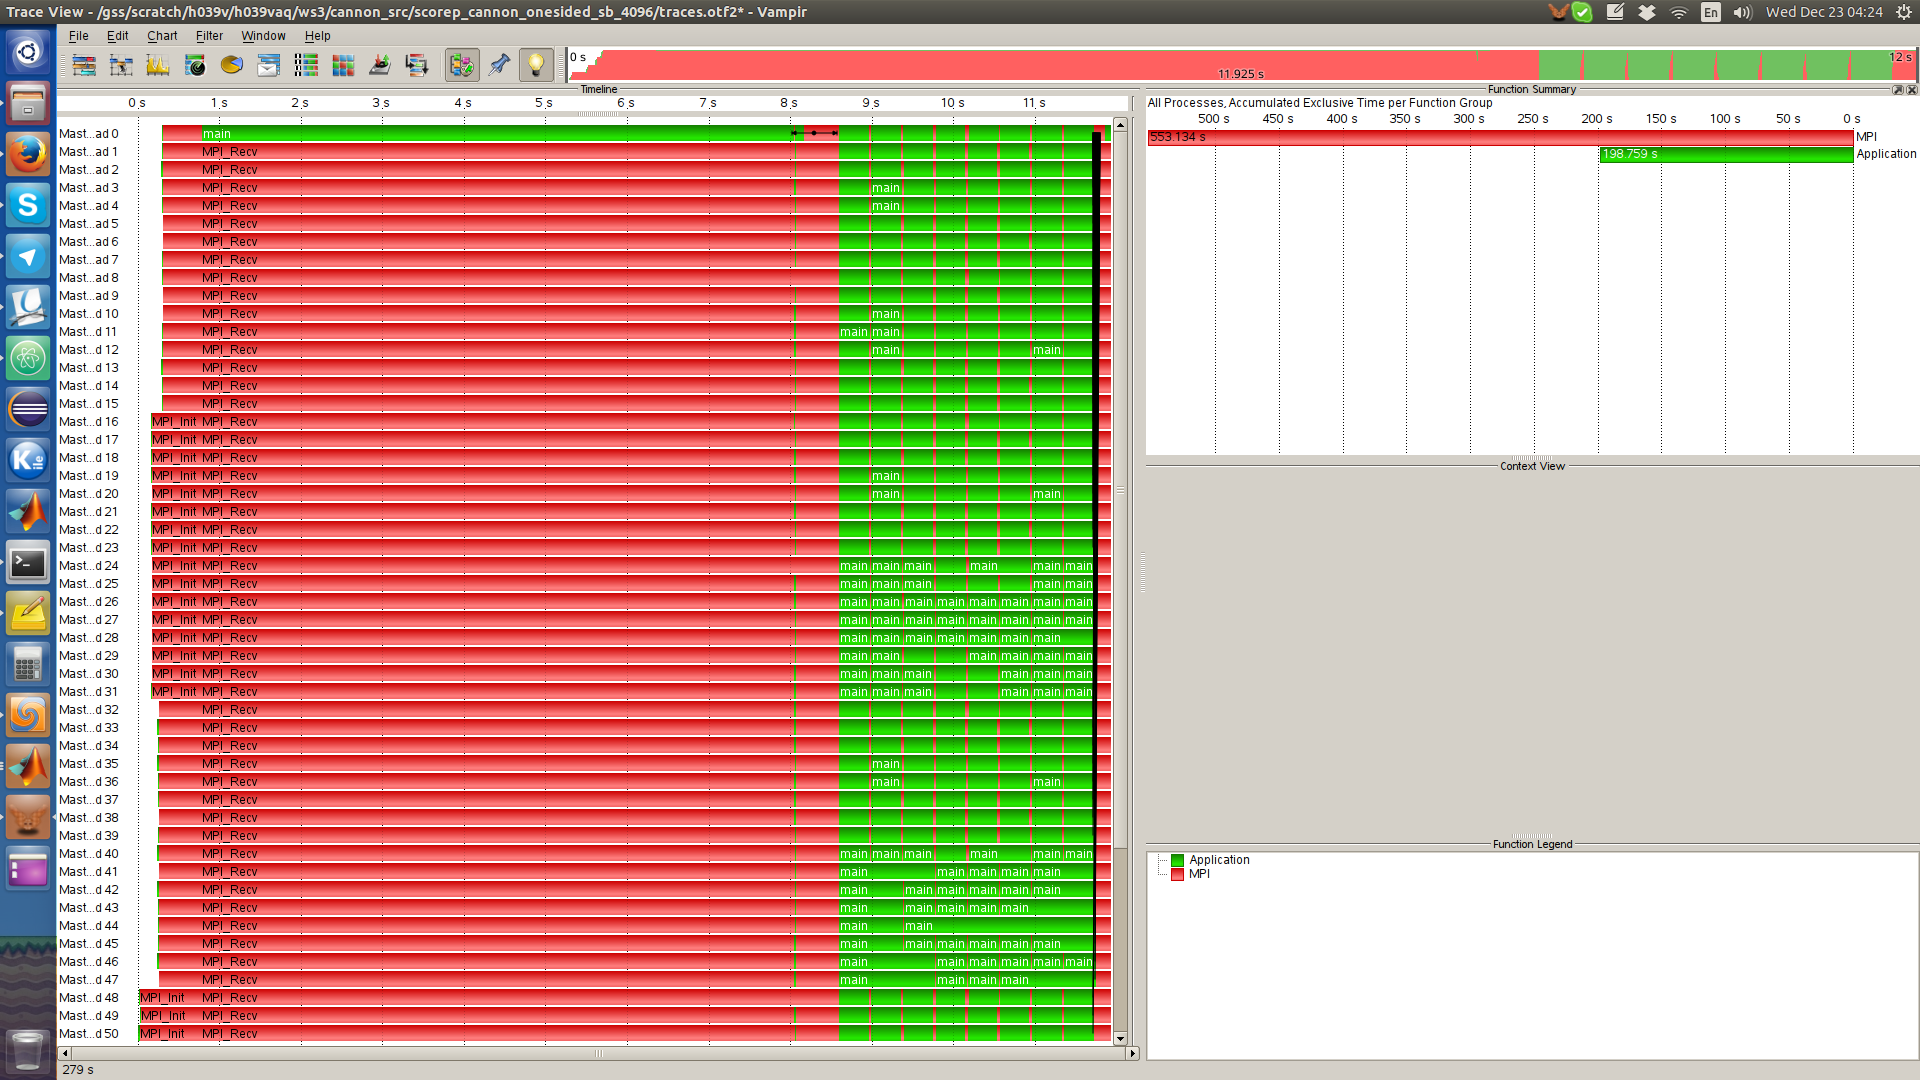 Trace View - /gss/scratch/h039v/h039vaq/ws3/cannon_src/scorep_cannon_onesided_sb_4096/traces.otf2* - Vampir
En
Wed Dec 23 04:24
File Edit Chart Filter Window Help
0 s
12 s
11.925 s
Timeline
0 s 1 s 2 s 3 s 4 s 5 s 6 s 7 s 8 s 9 s 10 s 11 s
Mast...ad 0 main
Mast...ad 1 MPI_Recv
Mast...ad 2 MPI_Recv
Mast...ad 3 MPI_Recv main
Mast...ad 4 MPI_Recv main
Mast...ad 5 MPI_Recv
Mast...ad 6 MPI_Recv
Mast...ad 7 MPI_Recv
Mast...ad 8 MPI_Recv
Mast...ad 9 MPI_Recv
Mast...d 10 MPI_Recv main
Mast...d 11 MPI_Recv main main
Mast...d 12 MPI_Recv main main
Mast...d 13 MPI_Recv
Mast...d 14 MPI_Recv
Mast...d 15 MPI_Recv
Mast...d 16 MPI_Init MPI_Recv
Mast...d 17 MPI_Init MPI_Recv
Mast...d 18 MPI_Init MPI_Recv
Mast...d 19 MPI_Init MPI_Recv main
Mast...d 20 MPI_Init MPI_Recv main main
Mast...d 21 MPI_Init MPI_Recv
Mast...d 22 MPI_Init MPI_Recv
Mast...d 23 MPI_Init MPI_Recv
Mast...d 24 MPI_Init MPI_Recv main main main main main main
Mast...d 25 MPI_Init MPI_Recv main main main main main
Mast...d 26 MPI_Init MPI_Recv main main main main main main main main
Mast...d 27 MPI_Init MPI_Recv main main main main main main main main
Mast...d 28 MPI_Init MPI_Recv main main main main main main main
Mast...d 29 MPI_Init MPI_Recv main main main main main main
Mast...d 30 MPI_Init MPI_Recv main main main main main main
Mast...d 31 MPI_Init MPI_Recv main main main main main main
Mast...d 32 MPI_Recv
Mast...d 33 MPI_Recv
Mast...d 34 MPI_Recv
Mast...d 35 MPI_Recv main
Mast...d 36 MPI_Recv main main
Mast...d 37 MPI_Recv
Mast...d 38 MPI_Recv
Mast...d 39 MPI_Recv
Mast...d 40 MPI_Recv main main main main main main
Mast...d 41 MPI_Recv main main main main main
Mast...d 42 MPI_Recv main main main main main main
Mast...d 43 MPI_Recv main main main main main
Mast...d 44 MPI_Recv main main
Mast...d 45 MPI_Recv main main main main main main
Mast...d 46 MPI_Recv main main main main main main
Mast...d 47 MPI_Recv main main main main
Mast...d 48 MPI_Init MPI_Recv
Mast...d 49 MPI_Init MPI_Recv
Mast...d 50 MPI_Init MPI_Recv
279 s
Function Summary
All Processes, Accumulated Exclusive Time per Function Group
500 s 450 s 400 s 350 s 300 s 250 s 200 s 150 s 100 s 50 s 0 s
553.134 s MPI
198.759 s Application
Context View
Function Legend
Application
MPI